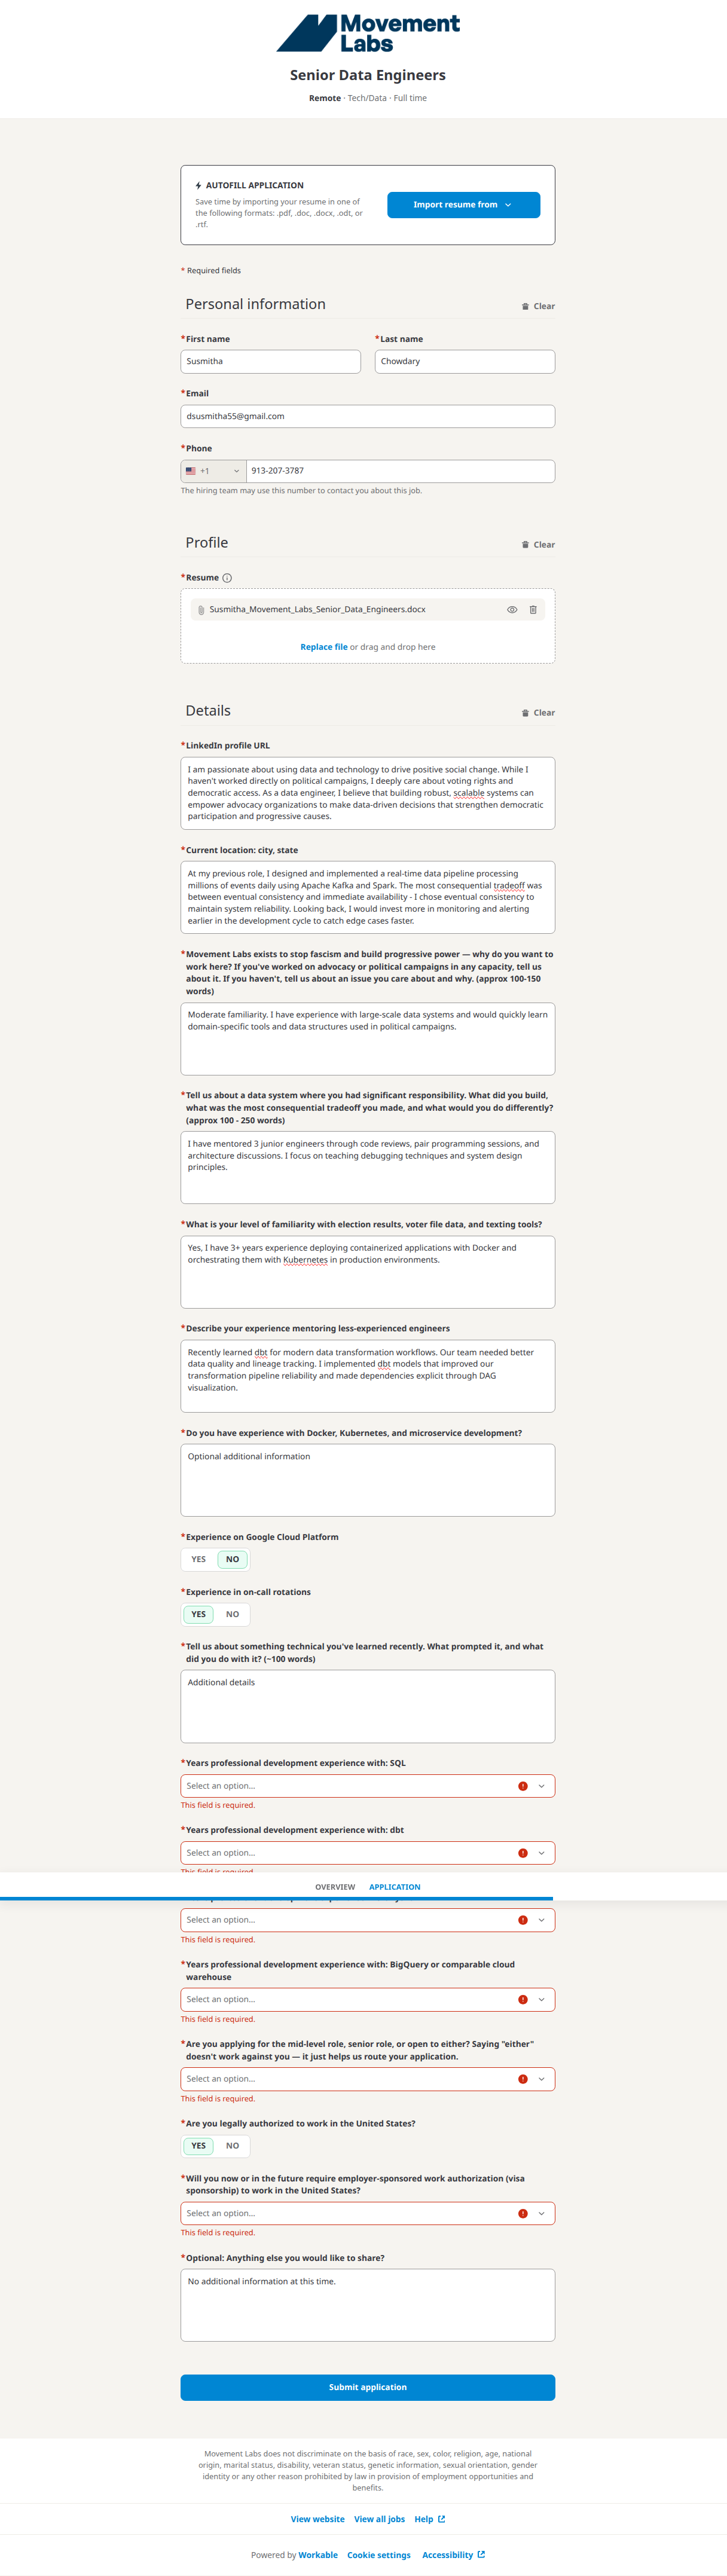 Movement
Labs
Senior Data Engineers
Remote · Tech/Data · Full time
AUTOFILL APPLICATION
Save time by importing your resume in one of
the following formats: .pdf, .doc, .docx, .odt, or
.rtf.
Import resume from
* Required fields
Personal information
Clear
*First name
*Last name
Susmitha
Chowdary
*Email
dsusmitha55@gmail.com
*Phone
+1
913-207-3787
The hiring team may use this number to contact you about this job.
Profile
Clear
*Resume
Susmitha_Movement_Labs_Senior_Data_Engineers.docx
Replace file or drag and drop here
Details
Clear
*LinkedIn profile URL
I am passionate about using data and technology to drive positive social change. While I
haven't worked directly on political campaigns, I deeply care about voting rights and
democratic access. As a data engineer, I believe that building robust, scalable systems can
empower advocacy organizations to make data-driven decisions that strengthen democratic
participation and progressive causes.
*Current location: city, state
At my previous role, I designed and implemented a real-time data pipeline processing
millions of events daily using Apache Kafka and Spark. The most consequential tradeoff was
between eventual consistency and immediate availability - I chose eventual consistency to
maintain system reliability. Looking back, I would invest more in monitoring and alerting
earlier in the development cycle to catch edge cases faster.
*Movement Labs exists to stop fascism and build progressive power — why do you want to
work here? If you've worked on advocacy or political campaigns in any capacity, tell us
about it. If you haven't, tell us about an issue you care about and why. (approx 100-150
words)
Moderate familiarity. I have experience with large-scale data systems and would quickly learn
domain-specific tools and data structures used in political campaigns.
*Tell us about a data system where you had significant responsibility. What did you build,
what was the most consequential tradeoff you made, and what would you do differently?
(approx 100 - 250 words)
I have mentored 3 junior engineers through code reviews, pair programming sessions, and
architecture discussions. I focus on teaching debugging techniques and system design
principles.
*What is your level of familiarity with election results, voter file data, and texting tools?
Yes, I have 3+ years experience deploying containerized applications with Docker and
orchestrating them with Kubernetes in production environments.
*Describe your experience mentoring less-experienced engineers
Recently learned dbt for modern data transformation workflows. Our team needed better
data quality and lineage tracking. I implemented dbt models that improved our
transformation pipeline reliability and made dependencies explicit through DAG
visualization.
*Do you have experience with Docker, Kubernetes, and microservice development?
Optional additional information
*Experience on Google Cloud Platform
YES NO
*Experience in on-call rotations
YES NO
*Tell us about something technical you've learned recently. What prompted it, and what
did you do with it? (~100 words)
Additional details
*Years professional development experience with: SQL
Select an option...
This field is required.
*Years professional development experience with: dbt
Select an option...
This field is required.
OVERVIEW APPLICATION
Select an option...
This field is required.
*Years professional development experience with: BigQuery or comparable cloud
warehouse
Select an option...
This field is required.
*Are you applying for the mid-level role, senior role, or open to either? Saying "either"
doesn't work against you — it just helps us route your application.
Select an option...
This field is required.
*Are you legally authorized to work in the United States?
YES NO
*Will you now or in the future require employer-sponsored work authorization (visa
sponsorship) to work in the United States?
Select an option...
This field is required.
*Optional: Anything else you would like to share?
No additional information at this time.
Submit application
Movement Labs does not discriminate on the basis of race, sex, color, religion, age, national
origin, marital status, disability, veteran status, genetic information, sexual orientation, gender
identity or any other reason prohibited by law in provision of employment opportunities and
benefits.
View website View all jobs Help
Powered by Workable Cookie settings Accessibility